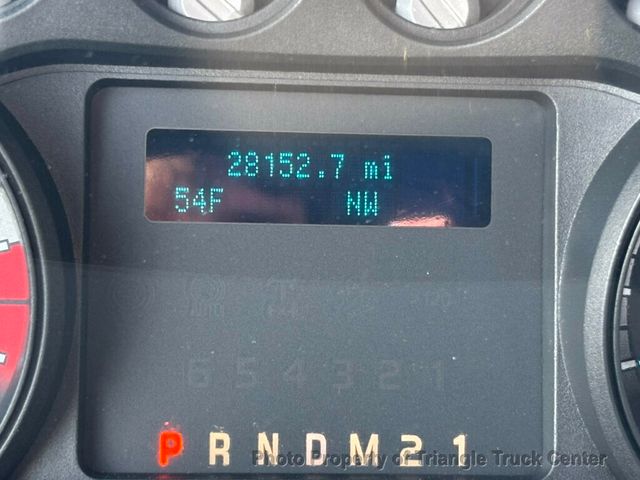 28152.7 mi
54F NW
6 5 4 3 2 1
P R N D M 2 1
Photo Property of Triangle Truck Center